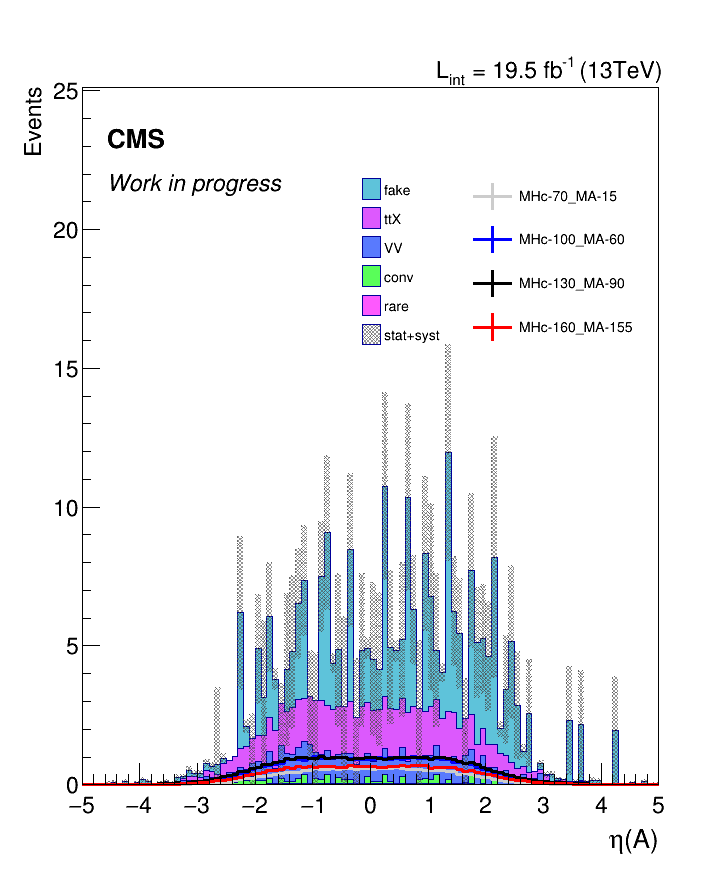 L_int = 19.5 fb^-1 (13TeV)
Events
25
CMS
Work in progress
fake
ttX
VV
conv
rare
stat+syst
MHc-70_MA-15
MHc-100_MA-60
MHc-130_MA-90
MHc-160_MA-155
20
15
10
5
0
−5 −4 −3 −2 −1 0 1 2 3 4 5
η(A)